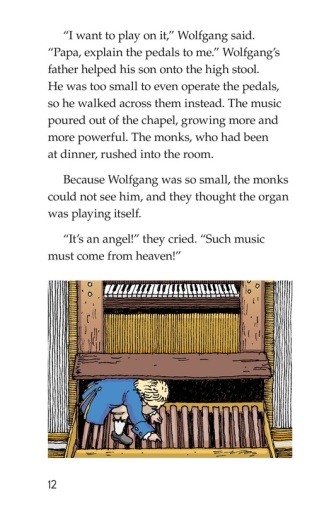 “I want to play on it,” Wolfgang said.
“Papa, explain the pedals to me.” Wolfgang’s
father helped his son onto the high stool.
He was too small to even operate the pedals,
so he walked across them instead. The music
poured out of the chapel, growing more and
more powerful. The monks, who had been
at dinner, rushed into the room.
Because Wolfgang was so small, the monks
could not see him, and they thought the organ
was playing itself.
“It’s an angel!” they cried. “Such music
must come from heaven!”
12